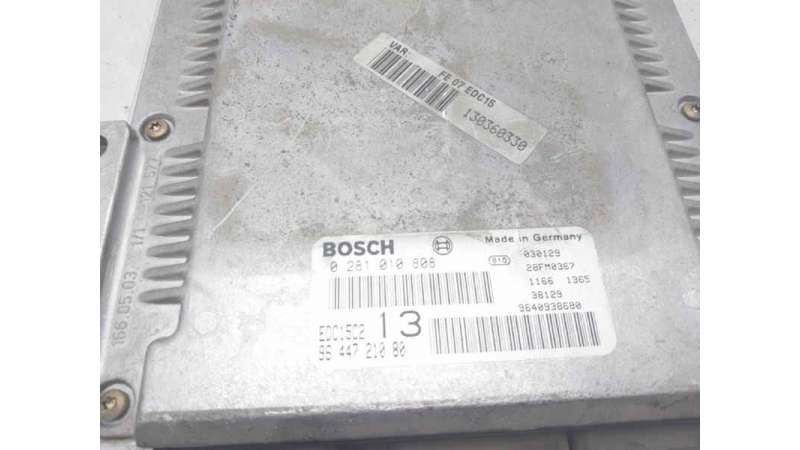 VAR:
FE 07 EDC15
130360330
166.05.03
BOSCH
Made in Germany
0 281 010 808
030129
28FM0367
1166 1365
38129
9640938680
EDC15C2 13
96 447 210 80